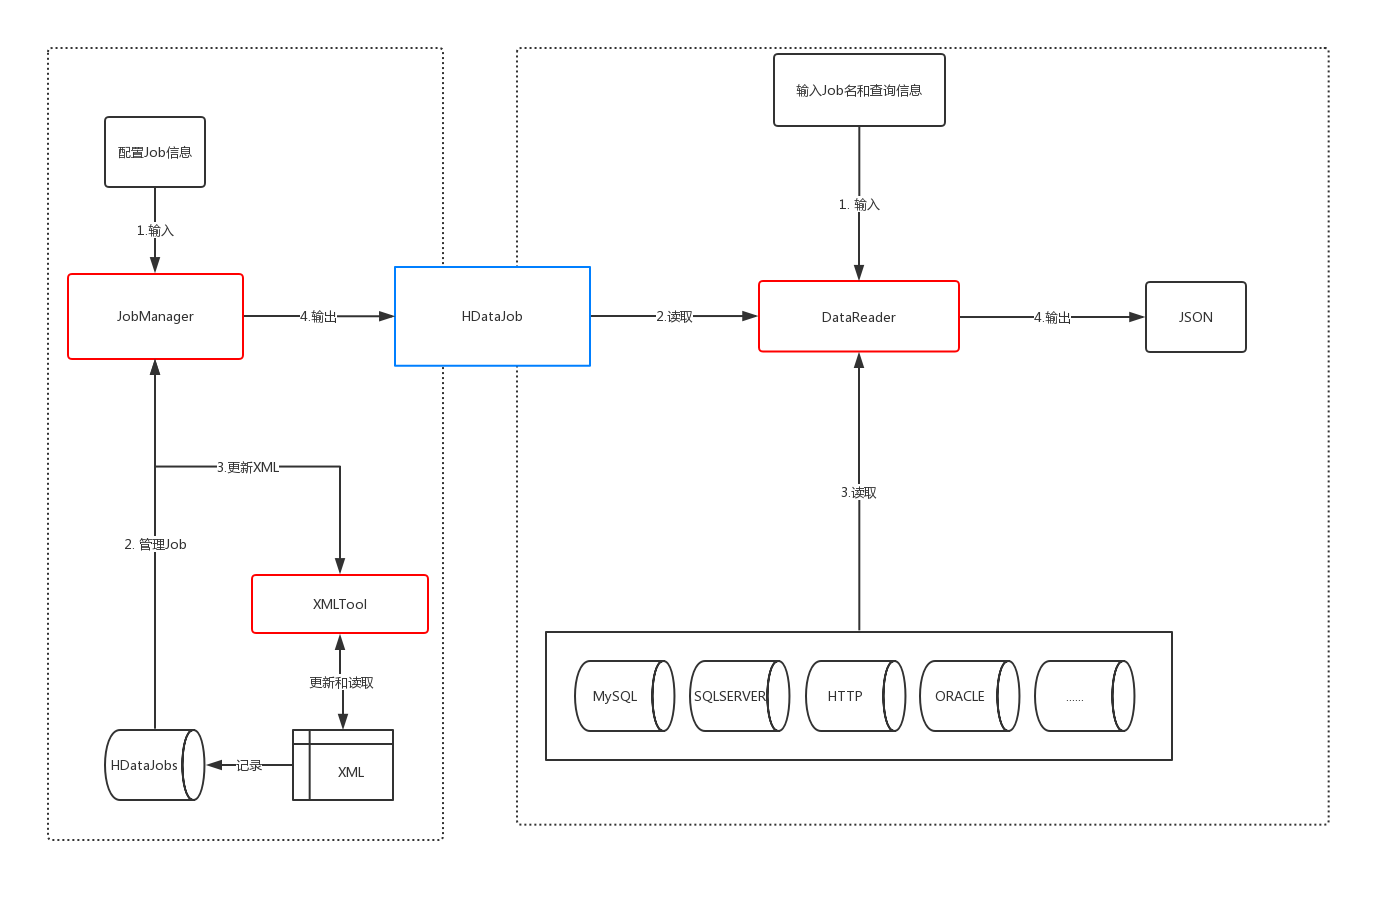 输入Job名和查询信息
配置Job信息
1. 输入
1.输入
JobManager
4.输出
HDataJob
2.读取
DataReader
4.输出
JSON
3.更新XML
3.读取
2. 管理Job
XMLTool
更新和读取
MySQL
SQLSERVER
HTTP
ORACLE
......
HDataJobs
记录
XML